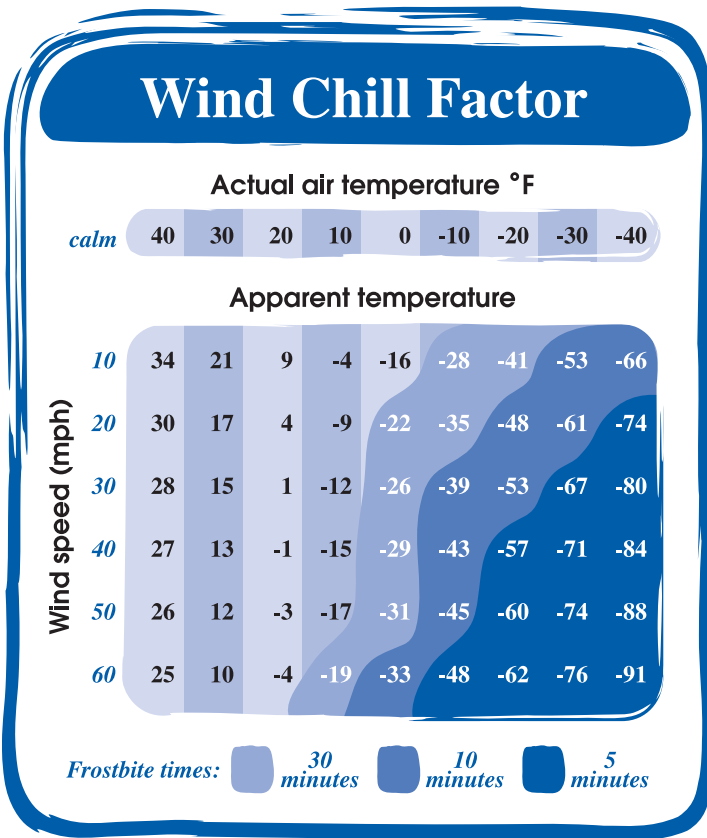 Wind Chill Factor
Actual air temperature °F
calm 40 30 20 10 0 -10 -20 -30 -40
Apparent temperature
Wind speed (mph)
10 34 21 9 -4 -16 -28 -41 -53 -66
20 30 17 4 -9 -22 -35 -48 -61 -74
30 28 15 1 -12 -26 -39 -53 -67 -80
40 27 13 -1 -15 -29 -43 -57 -71 -84
50 26 12 -3 -17 -31 -45 -60 -74 -88
60 25 10 -4 -19 -33 -48 -62 -76 -91
Frostbite times: 30 minutes 10 minutes 5 minutes